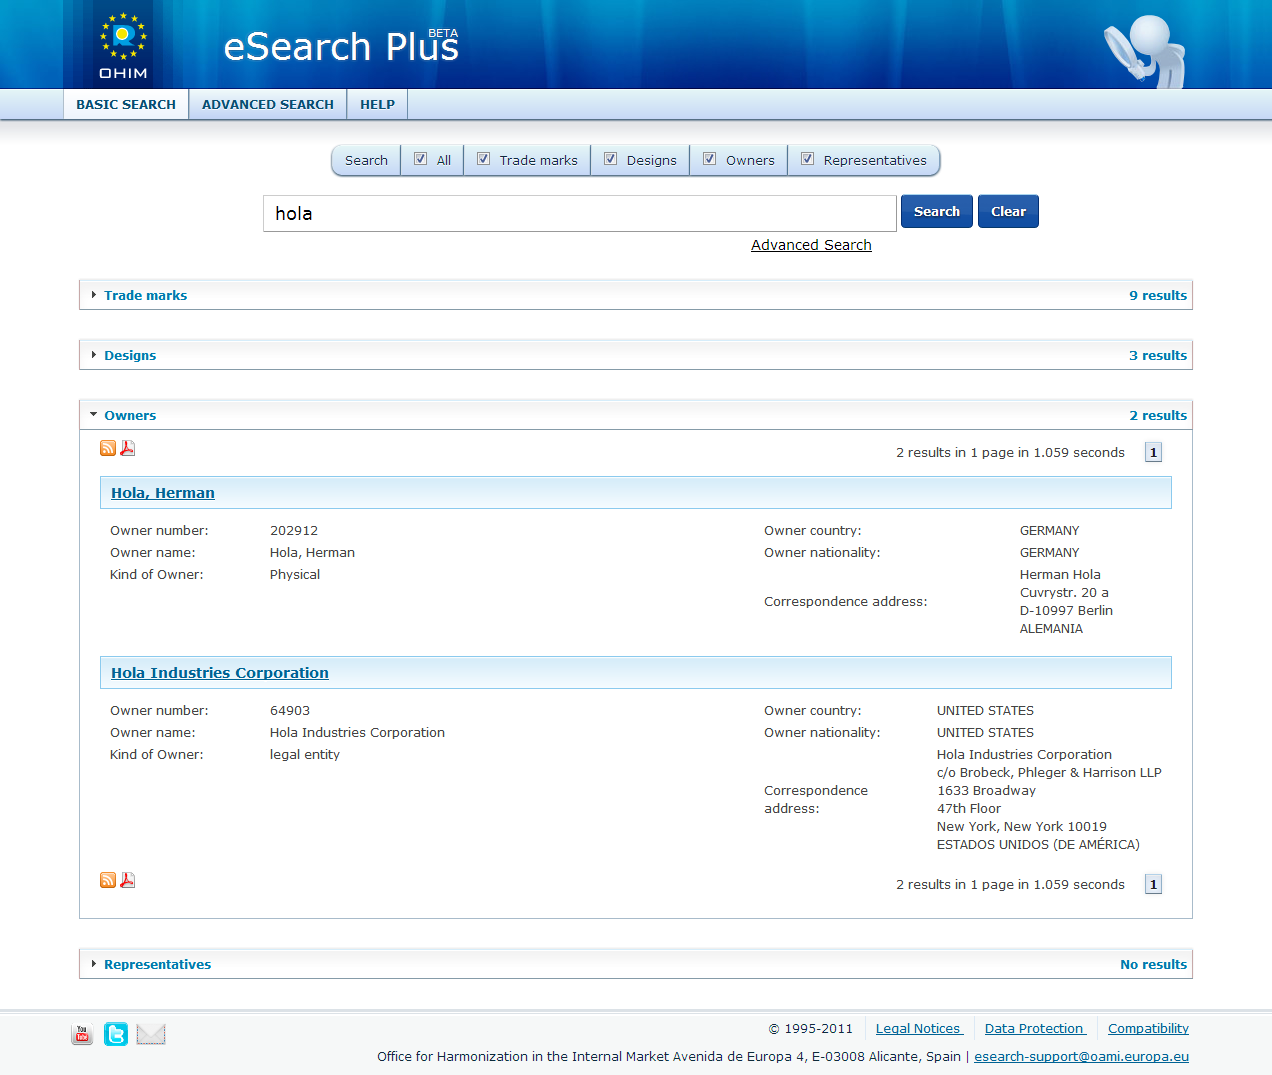 OHIM
eSearch Plus BETA
BASIC SEARCH ADVANCED SEARCH HELP
Search All Trade marks Designs Owners Representatives
hola Search Clear
Advanced Search
Trade marks 9 results
Designs 3 results
Owners 2 results
2 results in 1 page in 1.059 seconds 1
Hola, Herman
Owner number: 202912 Owner country: GERMANY
Owner name: Hola, Herman Owner nationality: GERMANY
Kind of Owner: Physical Correspondence address: Herman Hola
Cuvrystr. 20 a
D-10997 Berlin
ALEMANIA
Hola Industries Corporation
Owner number: 64903 Owner country: UNITED STATES
Owner name: Hola Industries Corporation Owner nationality: UNITED STATES
Kind of Owner: legal entity Correspondence address: Hola Industries Corporation
c/o Brobeck, Phleger & Harrison LLP
1633 Broadway
47th Floor
New York, New York 10019
ESTADOS UNIDOS (DE AMÉRICA)
2 results in 1 page in 1.059 seconds 1
Representatives No results
You Tube © 1995-2011 Legal Notices Data Protection Compatibility
Office for Harmonization in the Internal Market Avenida de Europa 4, E-03008 Alicante, Spain | esearch-support@oami.europa.eu